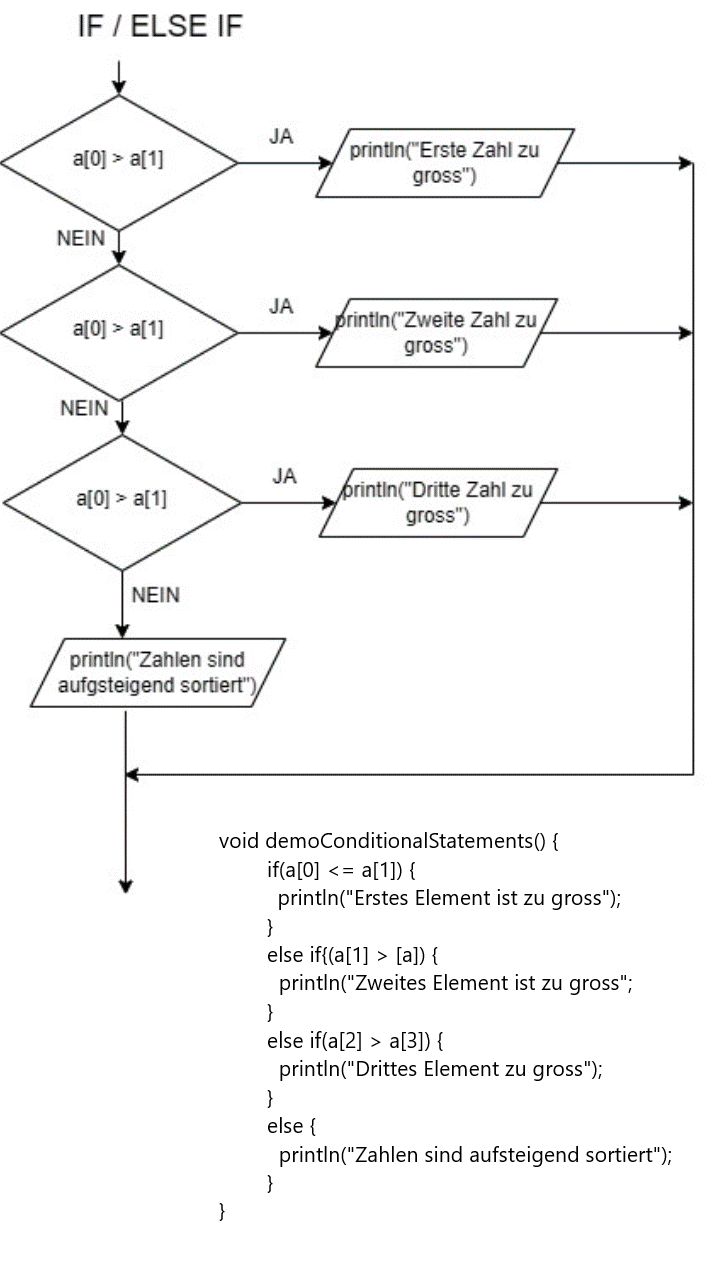 IF / ELSE IF
a[0] > a[1]
JA
println("Erste Zahl zu
gross")
NEIN
a[0] > a[1]
JA
println("Zweite Zahl zu
gross")
NEIN
a[0] > a[1]
JA
println("Dritte Zahl zu
gross")
NEIN
println("Zahlen sind
aufgsteigend sortiert")
void demoConditionalStatements() {
if(a[0] <= a[1]) {
println("Erstes Element ist zu gross");
}
else if{(a[1] > [a]) {
println("Zweites Element ist zu gross";
}
else if(a[2] > a[3]) {
println("Drittes Element zu gross");
}
else {
println("Zahlen sind aufsteigend sortiert");
}
}